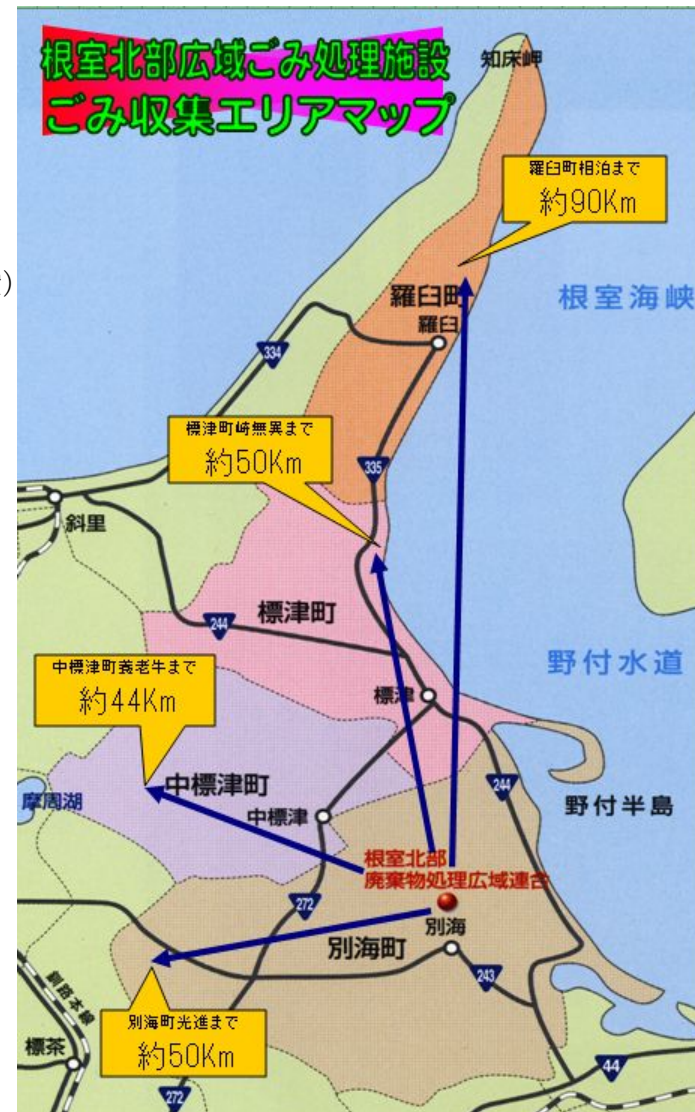 根室北部広域ごみ処理施設
ごみ収集エリアマップ
知床岬
羅臼町相泊まで
約90Km
根室海峡
羅臼町
羅臼
334
標津町崎無異まで
約50Km
335
斜里
標津町
244
野付水道
中標津町養老牛まで
約44Km
標津
中標津町
244
摩周湖
中標津
野付半島
根室北部
廃棄物処理広域連合
272
別海
別海町
243
釧路本線
別海町光進まで
約50Km
標茶
44
272
)